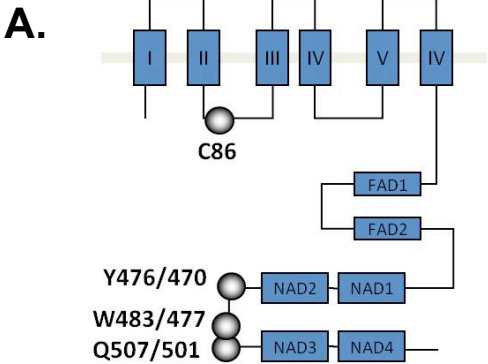 A.
I II III IV V IV
C86
FAD1
FAD2
Y476/470 NAD2 NAD1
W483/477
Q507/501 NAD3 NAD4